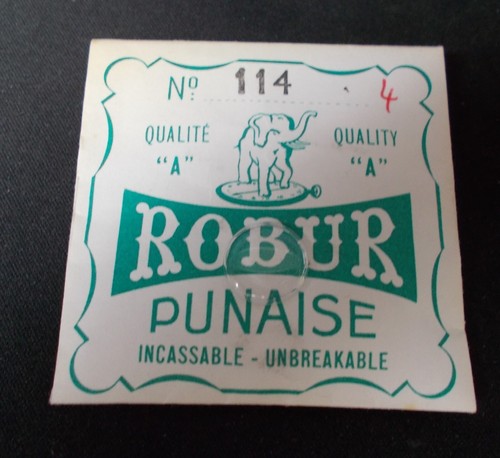 Nº 114 4
QUALITÉ QUALITY
"A" "A"
ROBUR
PUNAISE
INCASSABLE - UNBREAKABLE